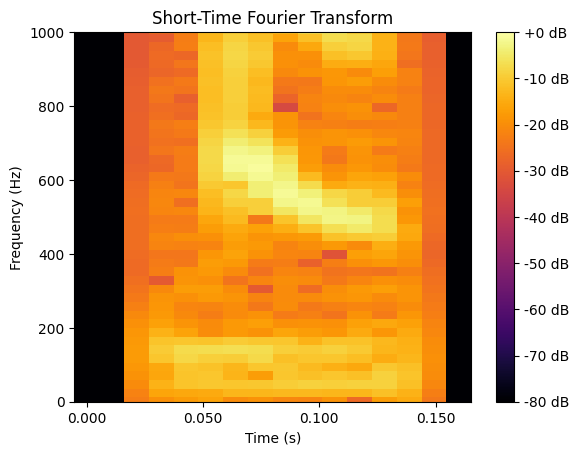 Short-Time Fourier Transform
1000
800
600
400
200
0
Frequency (Hz)
0.000
0.050
0.100
0.150
Time (s)
+0 dB
-10 dB
-20 dB
-30 dB
-40 dB
-50 dB
-60 dB
-70 dB
-80 dB